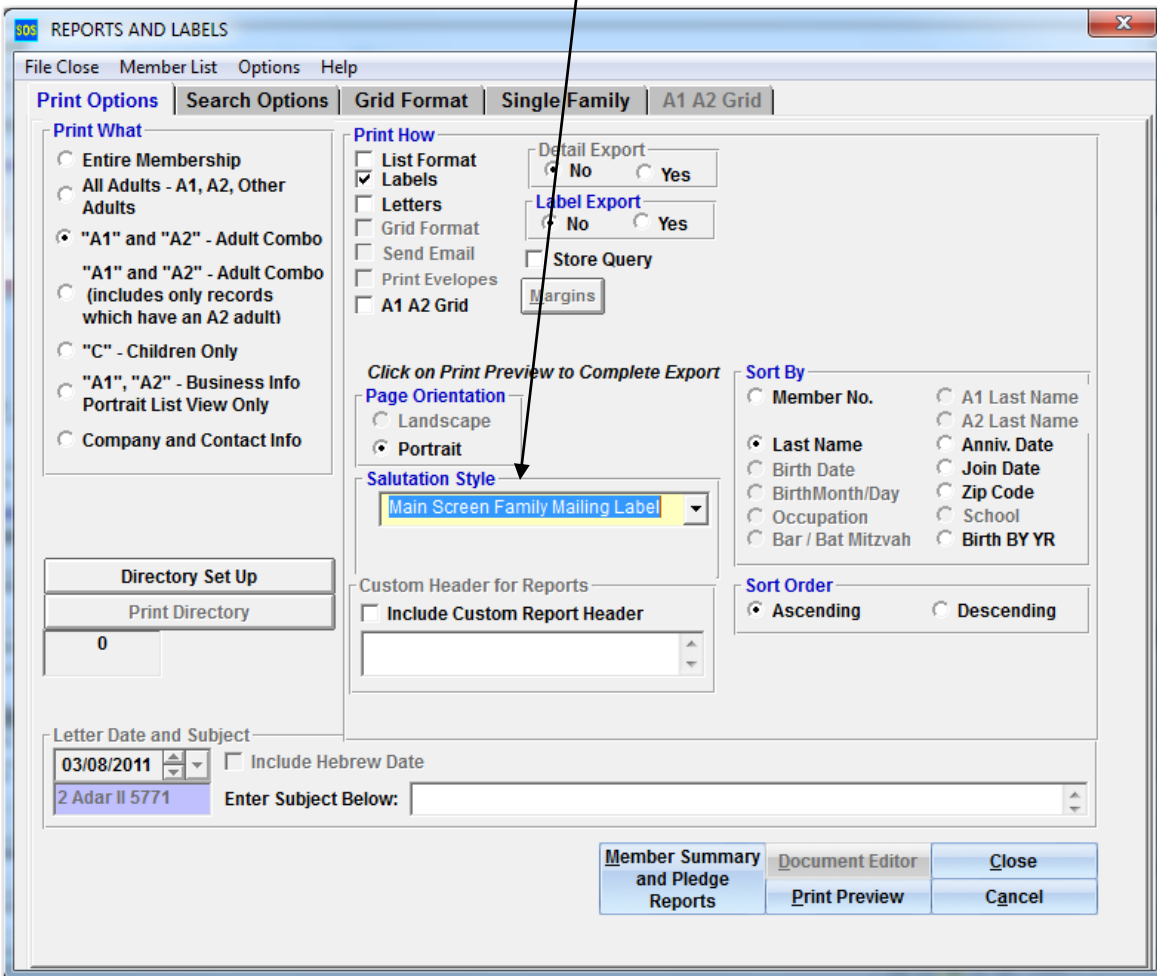 SOS REPORTS AND LABELS
X
File Close Member List Options Help
Print Options Search Options Grid Format Single Family A1 A2 Grid
Print What
Entire Membership
All Adults - A1, A2, Other
Adults
"A1" and "A2" - Adult Combo
"A1" and "A2" - Adult Combo
(includes only records
which have an A2 adult)
"C" - Children Only
"A1", "A2" - Business Info
Portrait List View Only
Company and Contact Info
Directory Set Up
Print Directory
0
Print How
List Format
Labels
Letters
Grid Format
Send Email
Print Evelopes
A1 A2 Grid
Detail Export
No Yes
Label Export
No Yes
Store Query
Margins
Click on Print Preview to Complete Export
Page Orientation
Landscape
Portrait
Salutation Style
Main Screen Family Mailing Label
Custom Header for Reports
Include Custom Report Header
Sort By
Member No. A1 Last Name
A2 Last Name
Last Name Anniv. Date
Birth Date Join Date
BirthMonth/Day Zip Code
Occupation School
Bar / Bat Mitzvah Birth BY YR
Sort Order
Ascending Descending
Letter Date and Subject
03/08/2011 Include Hebrew Date
2 Adar II 5771 Enter Subject Below:
Member Summary
and Pledge
Reports
Document Editor Close
Print Preview Cancel